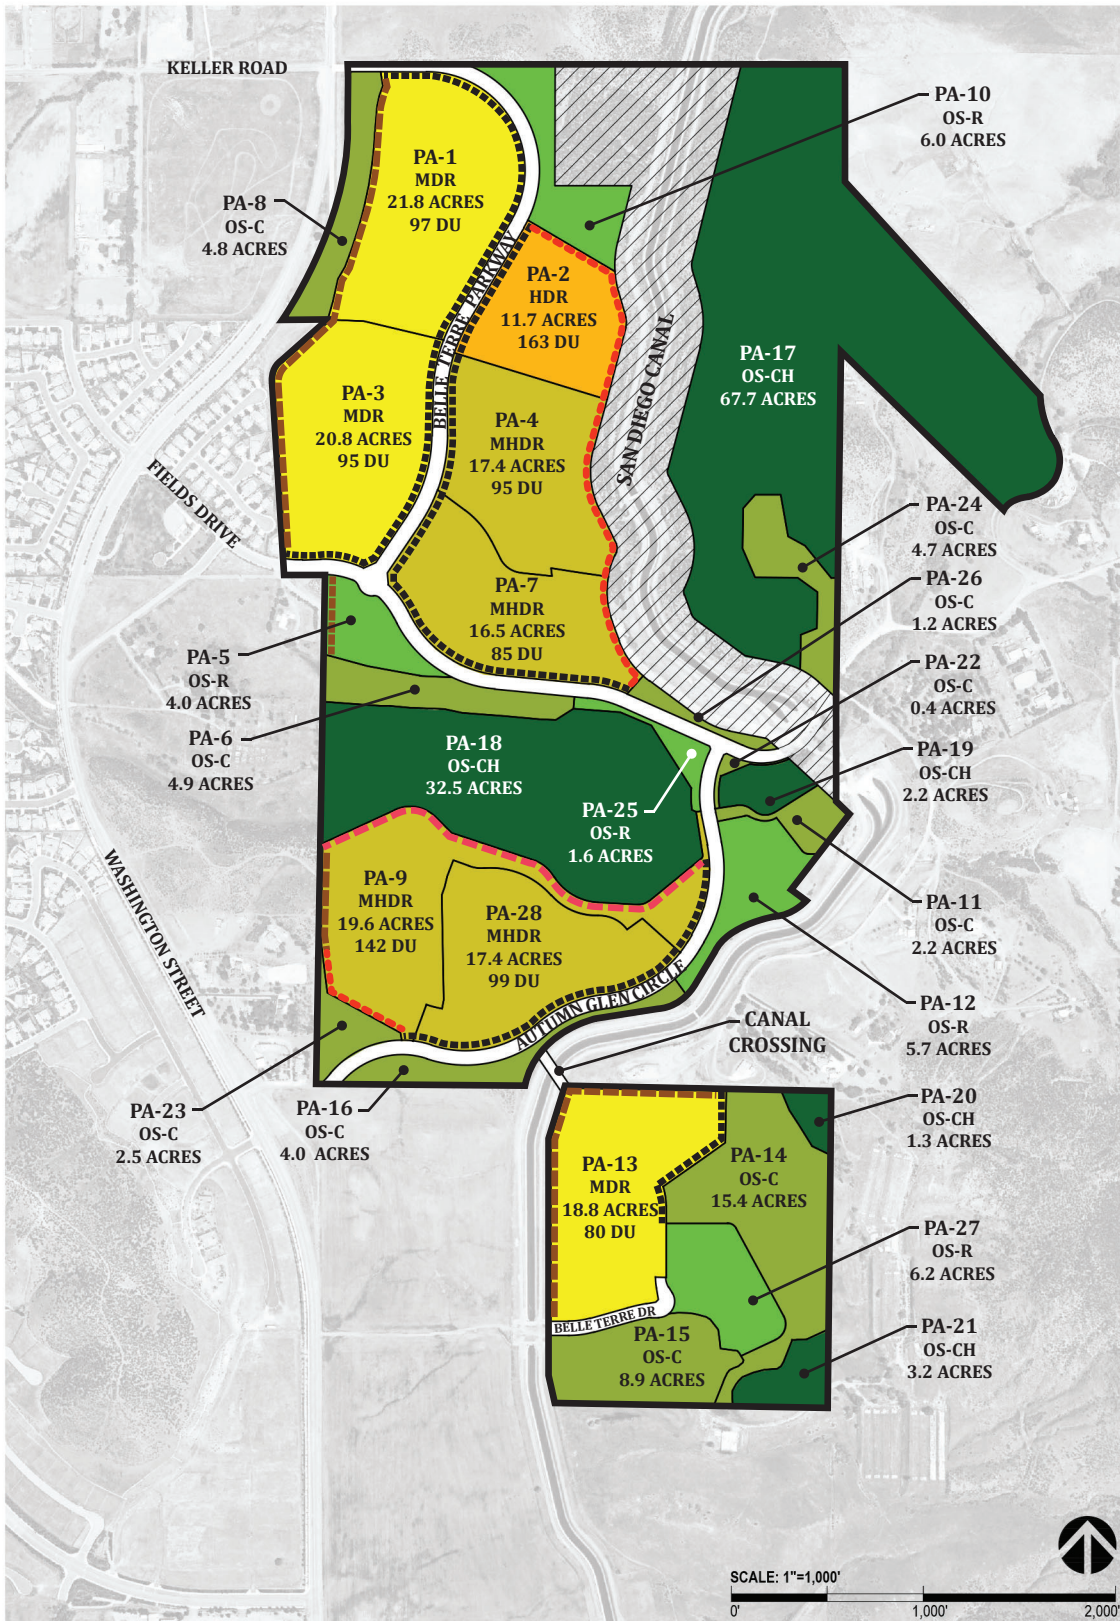 KELLER ROAD
PA-10
OS-R
6.0 ACRES
PA-1
MDR
21.8 ACRES
97 DU
PA-8
OS-C
4.8 ACRES
BELLE TERRE PARKWAY
PA-2
HDR
11.7 ACRES
163 DU
SAN DIEGO CANAL
PA-17
OS-CH
67.7 ACRES
PA-3
MDR
20.8 ACRES
95 DU
PA-4
MHDR
17.4 ACRES
95 DU
FIELDS DRIVE
PA-24
OS-C
4.7 ACRES
PA-26
OS-C
1.2 ACRES
PA-7
MHDR
16.5 ACRES
85 DU
PA-5
OS-R
4.0 ACRES
PA-22
OS-C
0.4 ACRES
PA-6
OS-C
4.9 ACRES
PA-18
OS-CH
32.5 ACRES
PA-19
OS-CH
2.2 ACRES
PA-25
OS-R
1.6 ACRES
WASHINGTON STREET
PA-9
MHDR
19.6 ACRES
142 DU
PA-28
MHDR
17.4 ACRES
99 DU
PA-11
OS-C
2.2 ACRES
AUTUMN GLEN CIRCLE
PA-12
OS-R
5.7 ACRES
CANAL
CROSSING
PA-23
OS-C
2.5 ACRES
PA-16
OS-C
4.0 ACRES
PA-20
OS-CH
1.3 ACRES
PA-13
MDR
18.8 ACRES
80 DU
PA-14
OS-C
15.4 ACRES
PA-27
OS-R
6.2 ACRES
BELLE TERRE DR
PA-15
OS-C
8.9 ACRES
PA-21
OS-CH
3.2 ACRES
SCALE: 1"=1,000'
0' 1,000' 2,000'